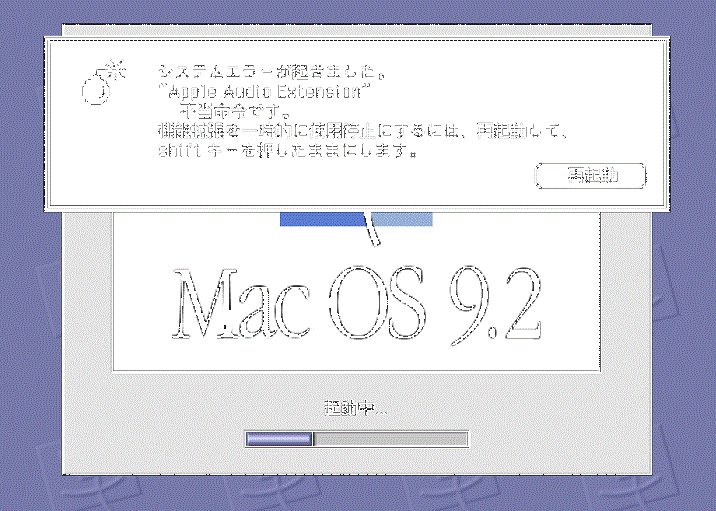 システムエラーが起きました。
"Apple Audio Extension"
不当命令です。
機能拡張を一時的に使用停止にするには、再起動して、
shift キーを押したままにします。
再起動
Mac OS 9.2
起動中...